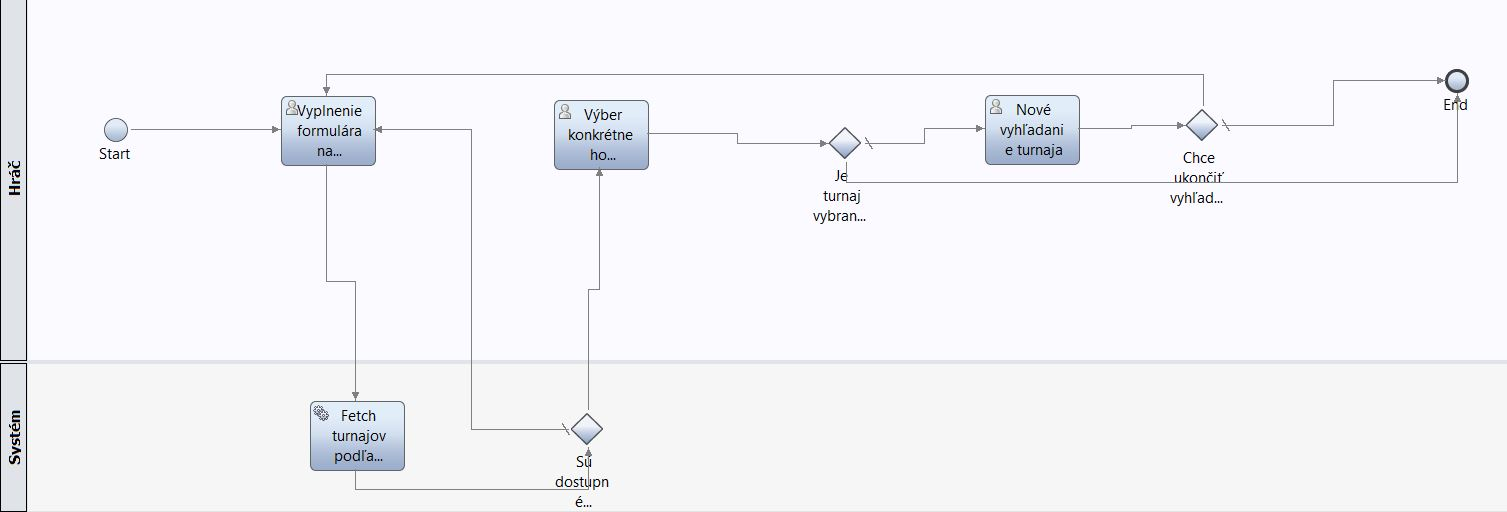 Hráč
Start
Vyplnenie
formulára
na...
Výber
konkrétne
ho...
Je
turnaj
vybran...
Nové
vyhľadani
e turnaja
Chce
ukončiť
vyhľad...
End
Systém
Fetch
turnajov
podľa...
Sú
dostupn
é...